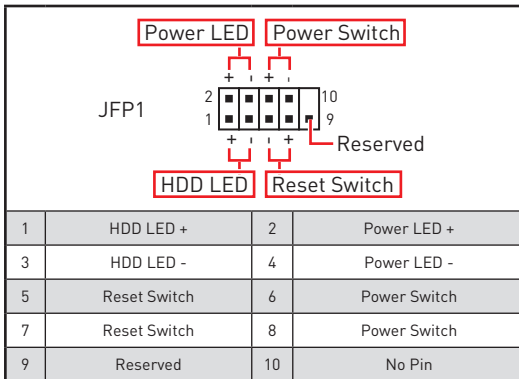 Power LED Power Switch
+ - + -
JFP1
2 10
1 9
+ - - +
Reserved
HDD LED Reset Switch
1 HDD LED + 2 Power LED +
3 HDD LED - 4 Power LED -
5 Reset Switch 6 Power Switch
7 Reset Switch 8 Power Switch
9 Reserved 10 No Pin